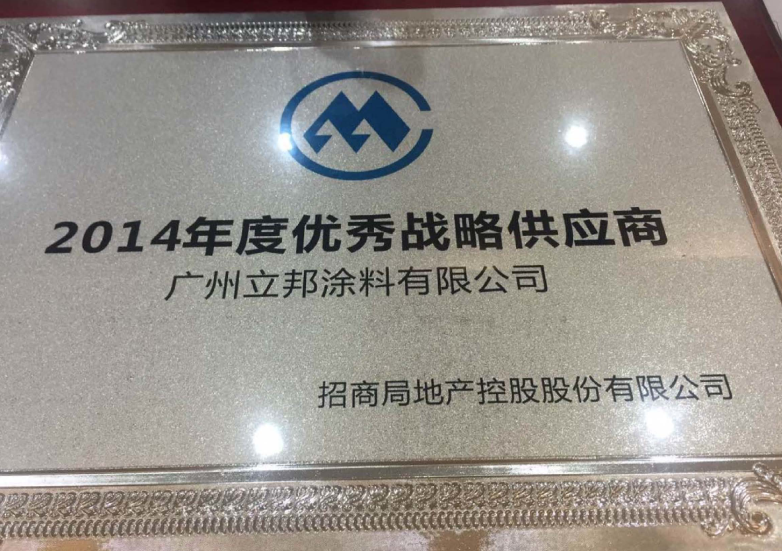 2014年度优秀战略供应商
广州立邦涂料有限公司
招商局地产控股股份有限公司